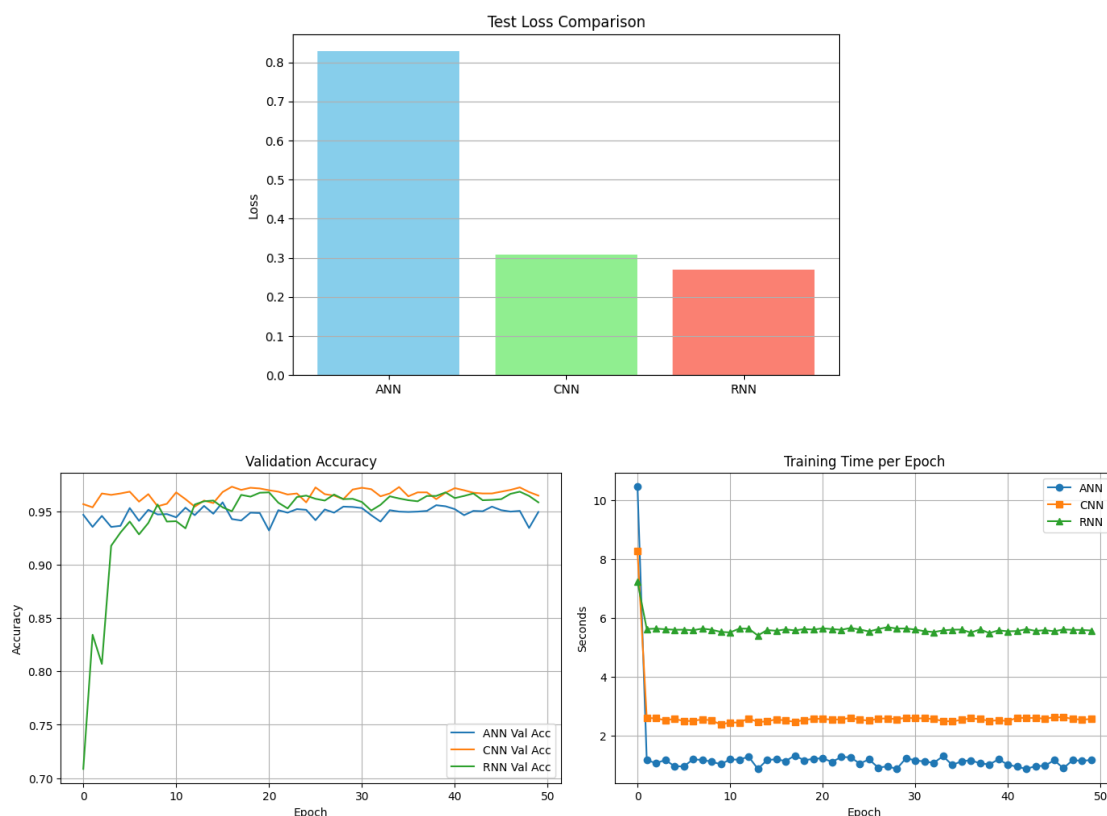 Test Loss Comparison
0.8
0.7
0.6
0.5
0.4
0.3
0.2
0.1
0.0
Loss
ANN CNN RNN
Validation Accuracy
0.95
0.90
0.85
0.80
0.75
0.70
Accuracy
ANN Val Acc
CNN Val Acc
RNN Val Acc
0 10 20 30 40 50
Epoch
Training Time per Epoch
10
8
6
4
2
Seconds
ANN
CNN
RNN
0 10 20 30 40 50
Epoch